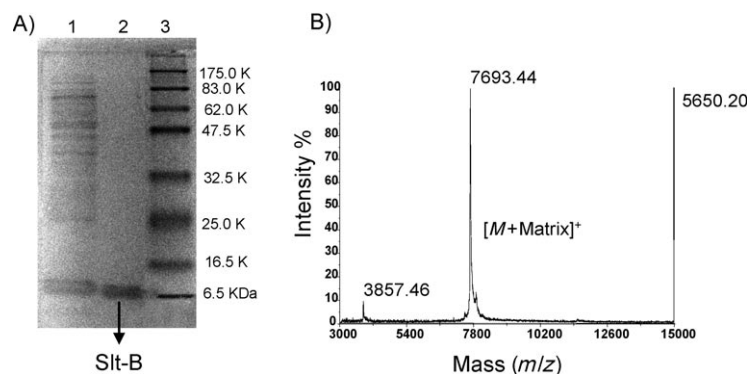 A)
1 2 3
175.0 K
83.0 K
62.0 K
47.5 K
32.5 K
25.0 K
16.5 K
6.5 KDa
Slt-B
B)
7693.44
5650.20
100
90
80
70
60
50
40
30
20
10
0
Intensity %
[M+Matrix]+
3857.46
3000 5400 7800 10200 12600 15000
Mass (m/z)